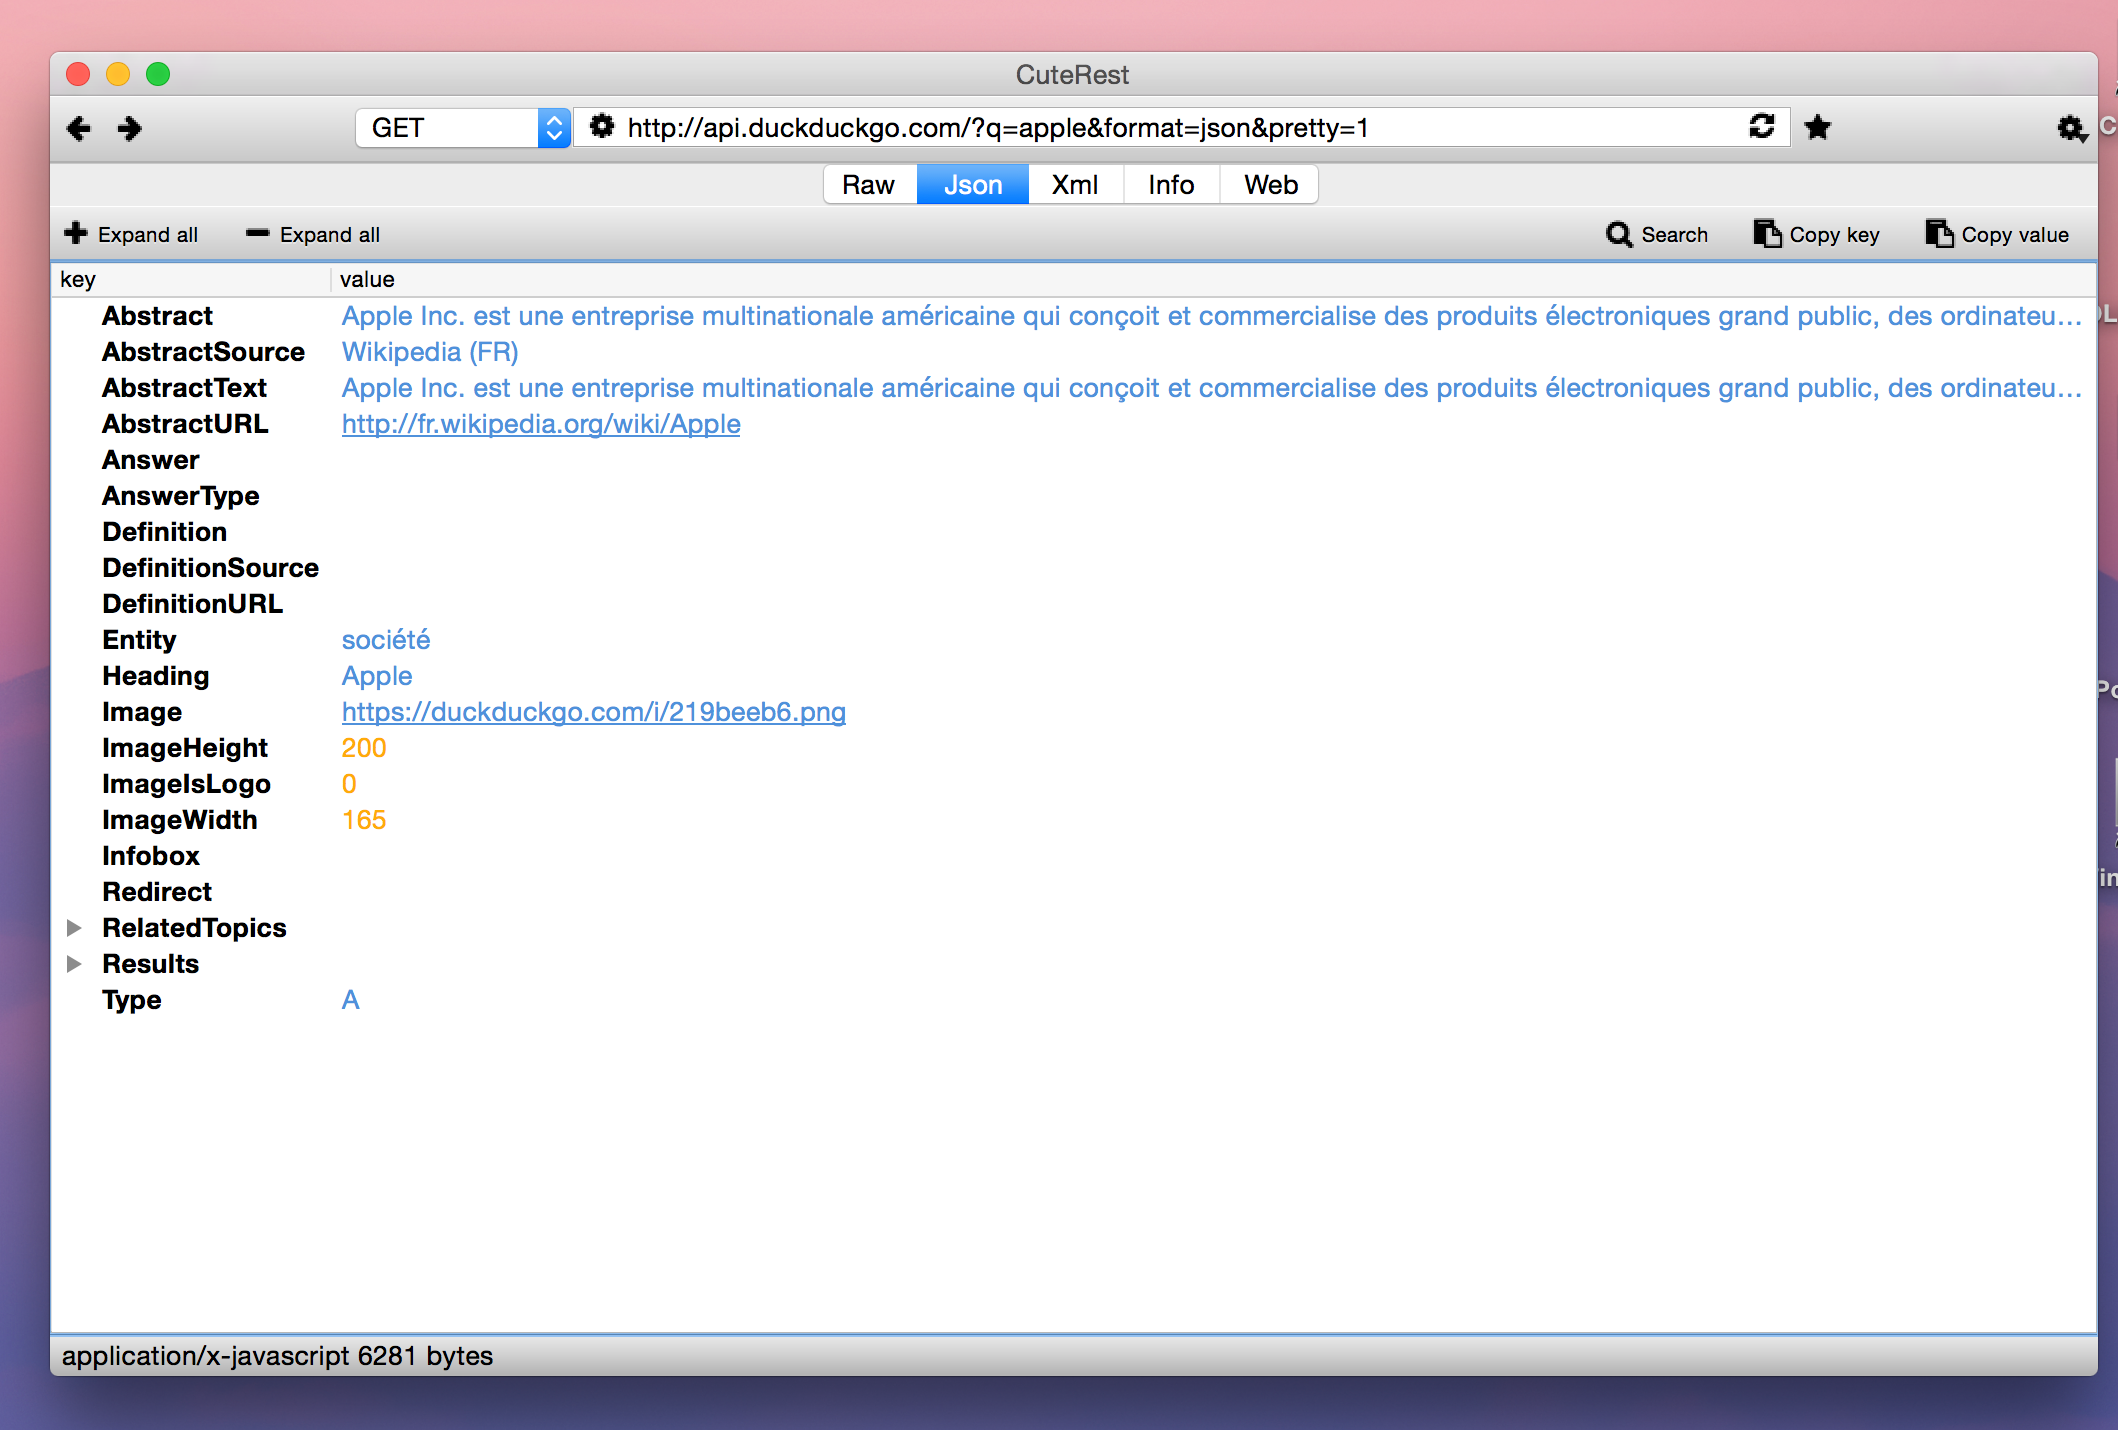 CuteRest
GET http://api.duckduckgo.com/?q=apple&format=json&pretty=1
Raw Json Xml Info Web
Expand all Expand all Search Copy key Copy value
key value
Abstract Apple Inc. est une entreprise multinationale américaine qui conçoit et commercialise des produits électroniques grand public, des ordinateu...
AbstractSource Wikipedia (FR)
AbstractText Apple Inc. est une entreprise multinationale américaine qui conçoit et commercialise des produits électroniques grand public, des ordinateu...
AbstractURL http://fr.wikipedia.org/wiki/Apple
Answer
AnswerType
Definition
DefinitionSource
DefinitionURL
Entity société
Heading Apple
Image https://duckduckgo.com/i/219beeb6.png
ImageHeight 200
ImageIsLogo 0
ImageWidth 165
Infobox
Redirect
RelatedTopics
Results
Type A
application/x-javascript 6281 bytes